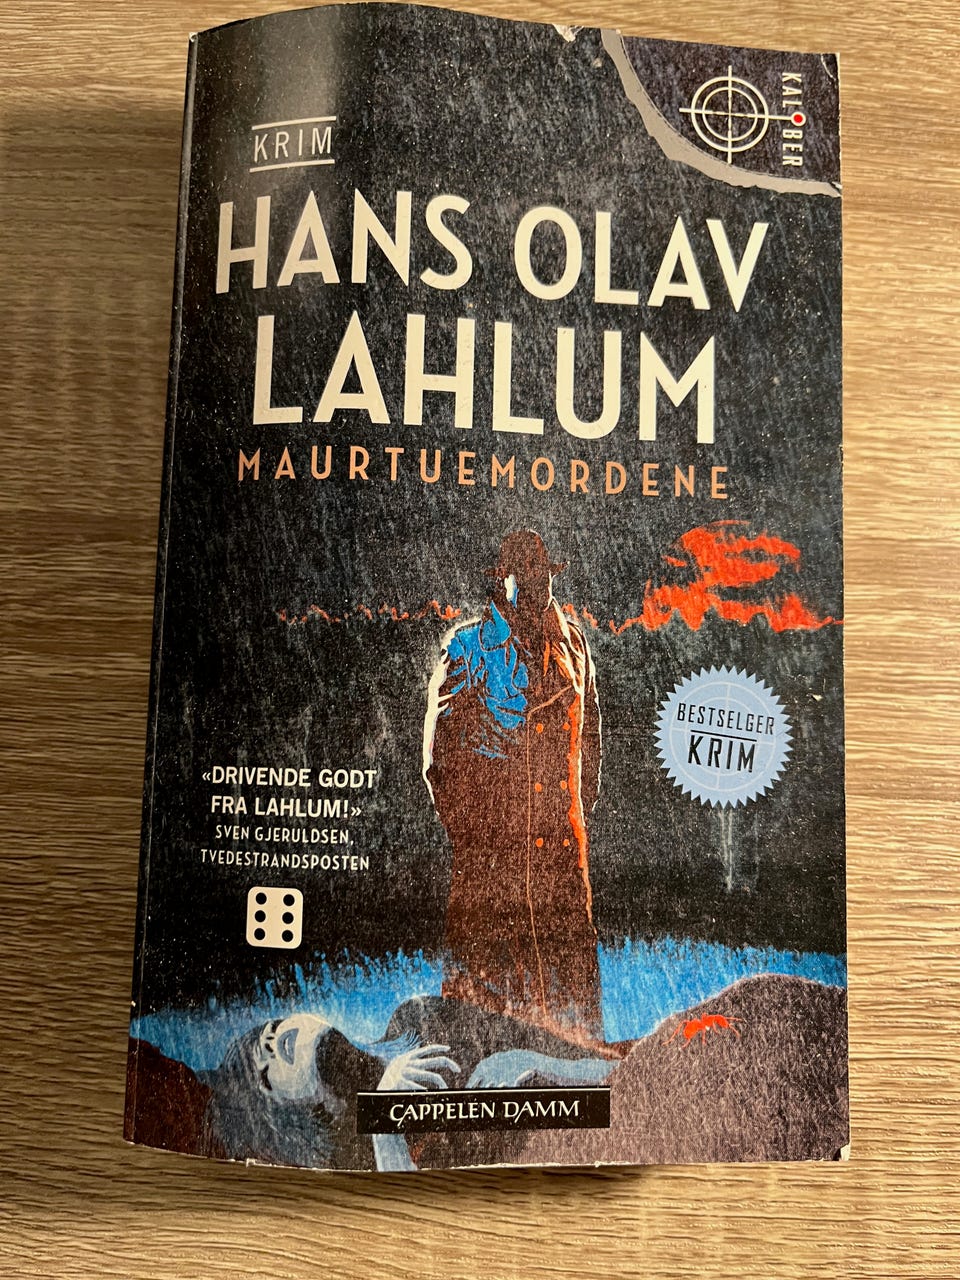 KRIM
KALIBER
HANS OLAV
LAHLUM
MAURTUEMORDENE
BESTSELGER
KRIM
«DRIVENDE GODT
FRA LAHLUM!»
SVEN GJERULDSEN,
TVEDESTRANDSPOSTEN
CAPPELEN DAMM